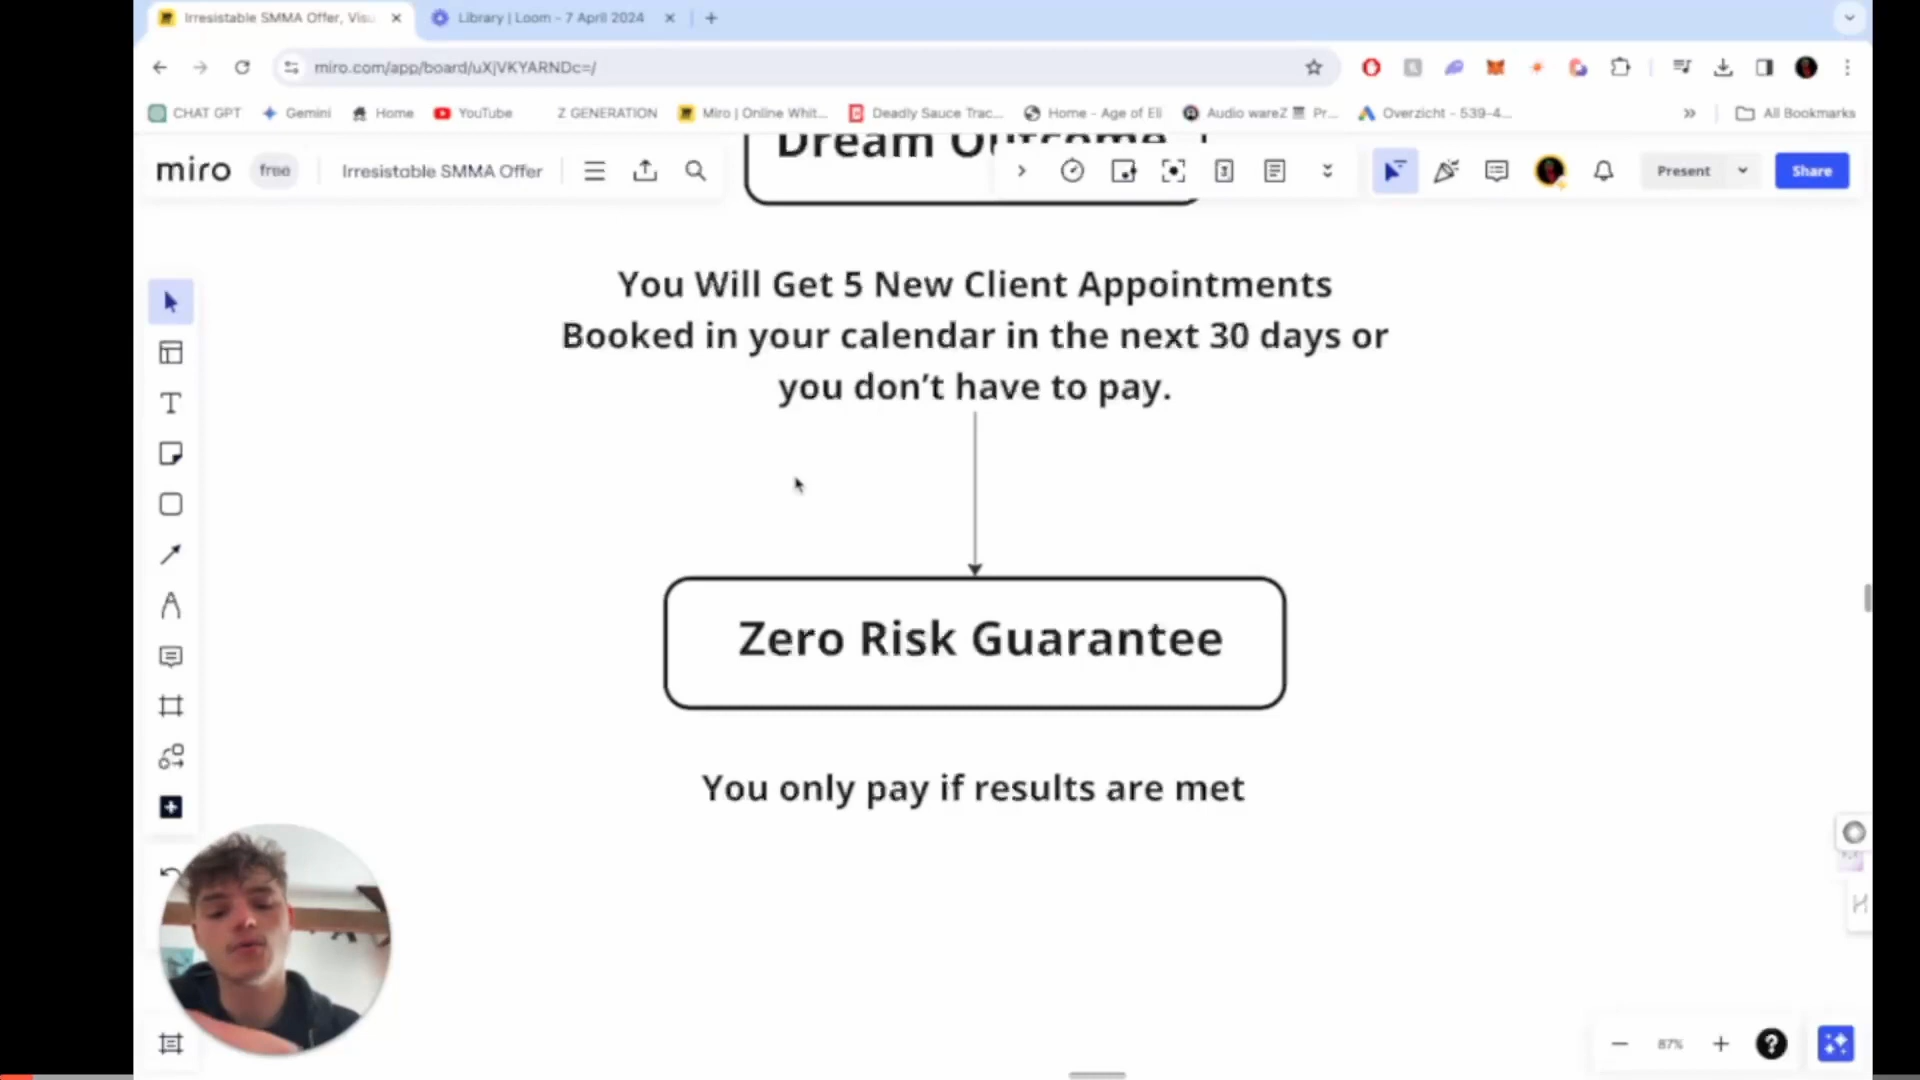 Irresistable SMMA Offer, Visu
Library | Loom - 7 April 2024
miro.com/app/board/uXjVKYARNDc=/
CHAT GPT
Gemini
Home
YouTube
Z GENERATION
Miro | Online Whit...
Deadly Sauce Trac...
Home - Age of Eli
Audio wareZ ☰ Pr...
Overzicht - 539-4...
All Bookmarks
Dream Outcome
miro
free
Irresistable SMMA Offer
Present
Share
You Will Get 5 New Client Appointments
Booked in your calendar in the next 30 days or
you don’t have to pay.
Zero Risk Guarantee
You only pay if results are met
87%